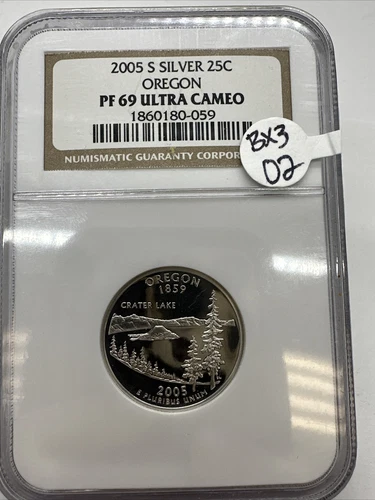 2005 S SILVER 25C
OREGON
PF 69 ULTRA CAMEO
1860180-059
NUMISMATIC GUARANTY CORPOR
BX3
02
OREGON
1859
CRATER LAKE
2005
E PLURIBUS UNUM